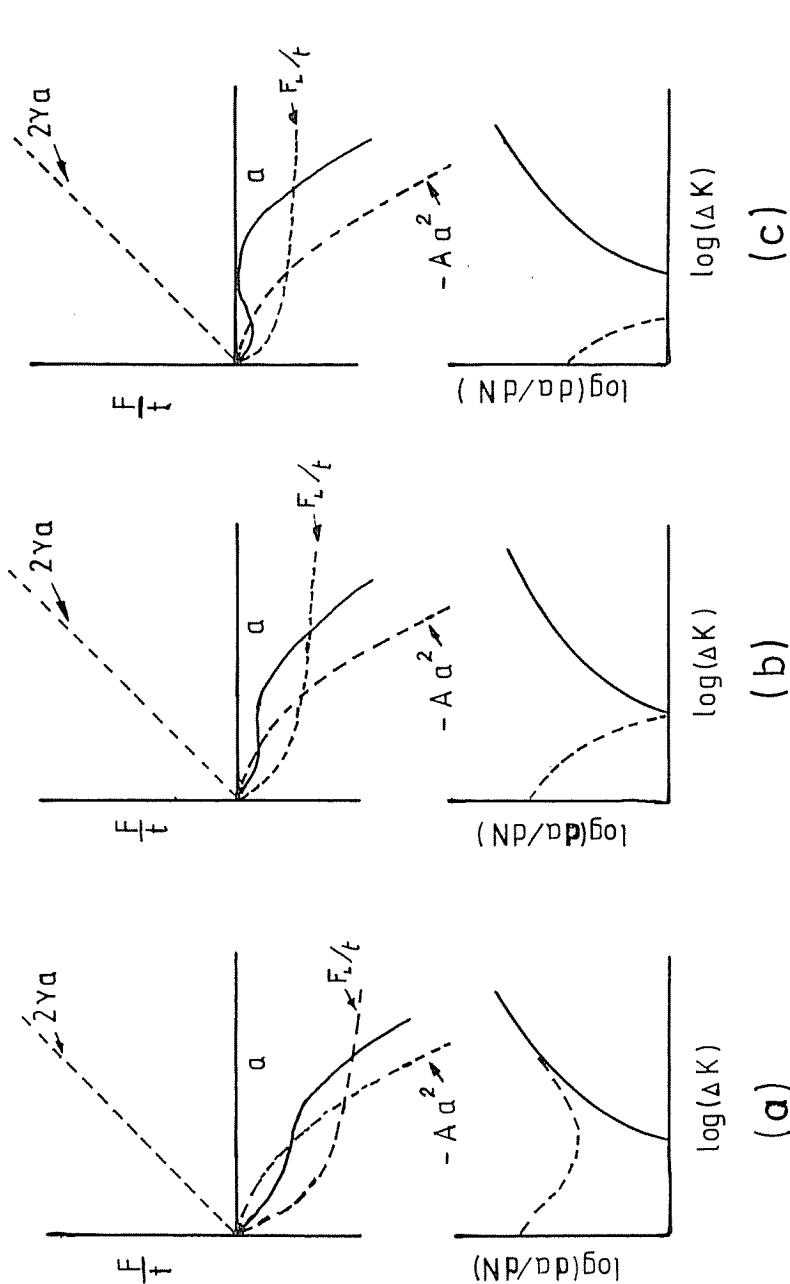 F/t
2γa
a
F_L/t
-Aa²
log(da/dN)
log(ΔK)
(a)
F/t
2γa
a
F_L/t
-Aa²
log(da/dN)
log(ΔK)
(b)
F/t
2γa
a
F_L/t
-Aa²
log(da/dN)
log(ΔK)
(c)